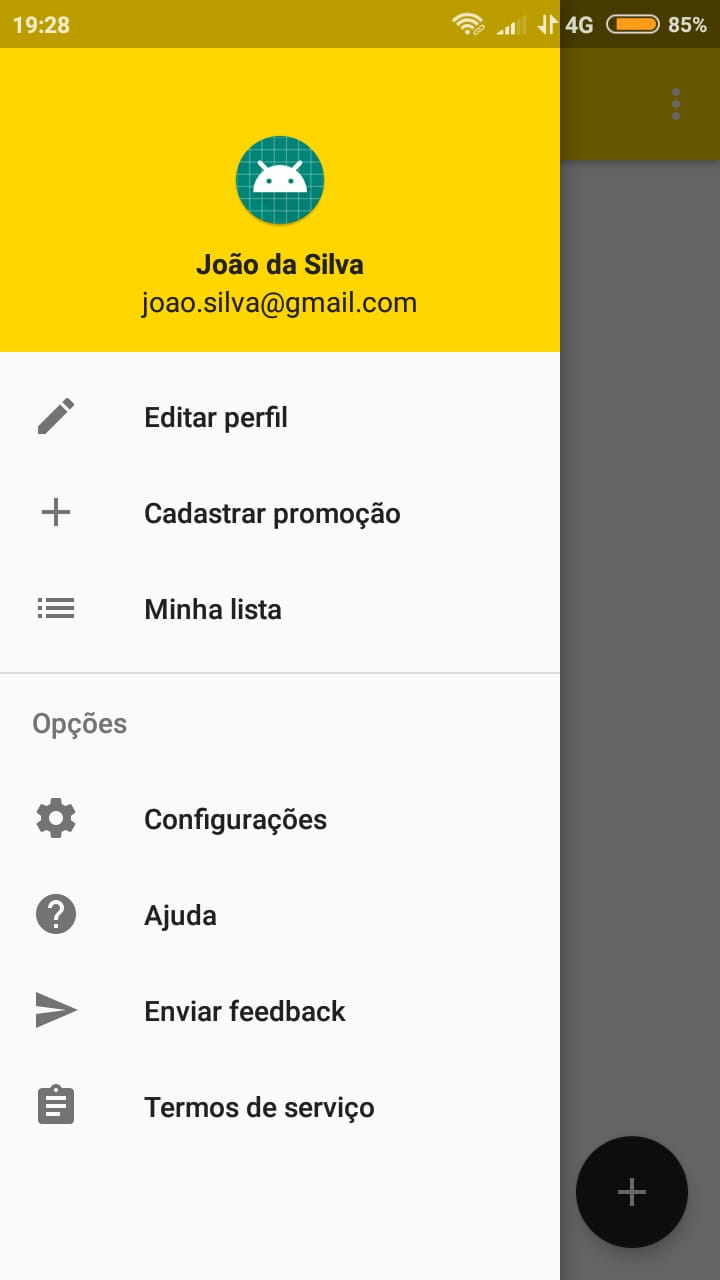 19:28 4G 85%
João da Silva
joao.silva@gmail.com
Editar perfil
Cadastrar promoção
Minha lista
Opções
Configurações
Ajuda
Enviar feedback
Termos de serviço